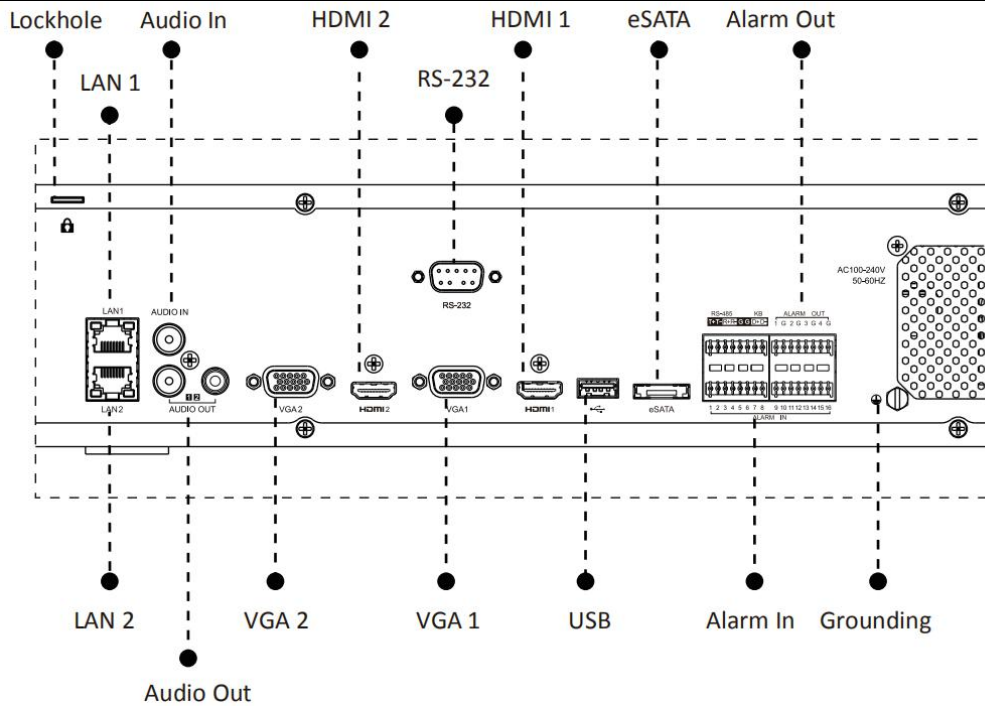 Lockhole Audio In HDMI 2 HDMI 1 eSATA Alarm Out
LAN 1 RS-232
AC100-240V
50-60HZ
RS-232
LAN1 AUDIO IN
RS-485 KB ALARM OUT
1 G 2 G 3 G 4 G
1 2
LAN2 AUDIO OUT VGA2 HDMI 2 VGA1 HDMI 1 eSATA
1 2 3 4 5 6 7 8 9 10 11 12 13 14 15 16
ALARM IN
LAN 2 VGA 2 VGA 1 USB Alarm In Grounding
Audio Out